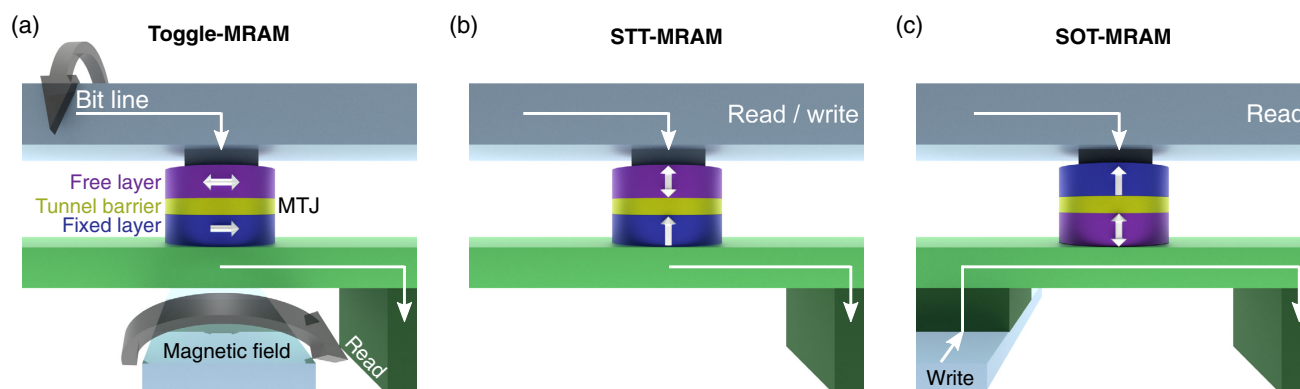 (a)
Toggle-MRAM
Bit line
Free layer
Tunnel barrier
Fixed layer
MTJ
Magnetic field
Read
(b)
STT-MRAM
Read / write
(c)
SOT-MRAM
Read
Write